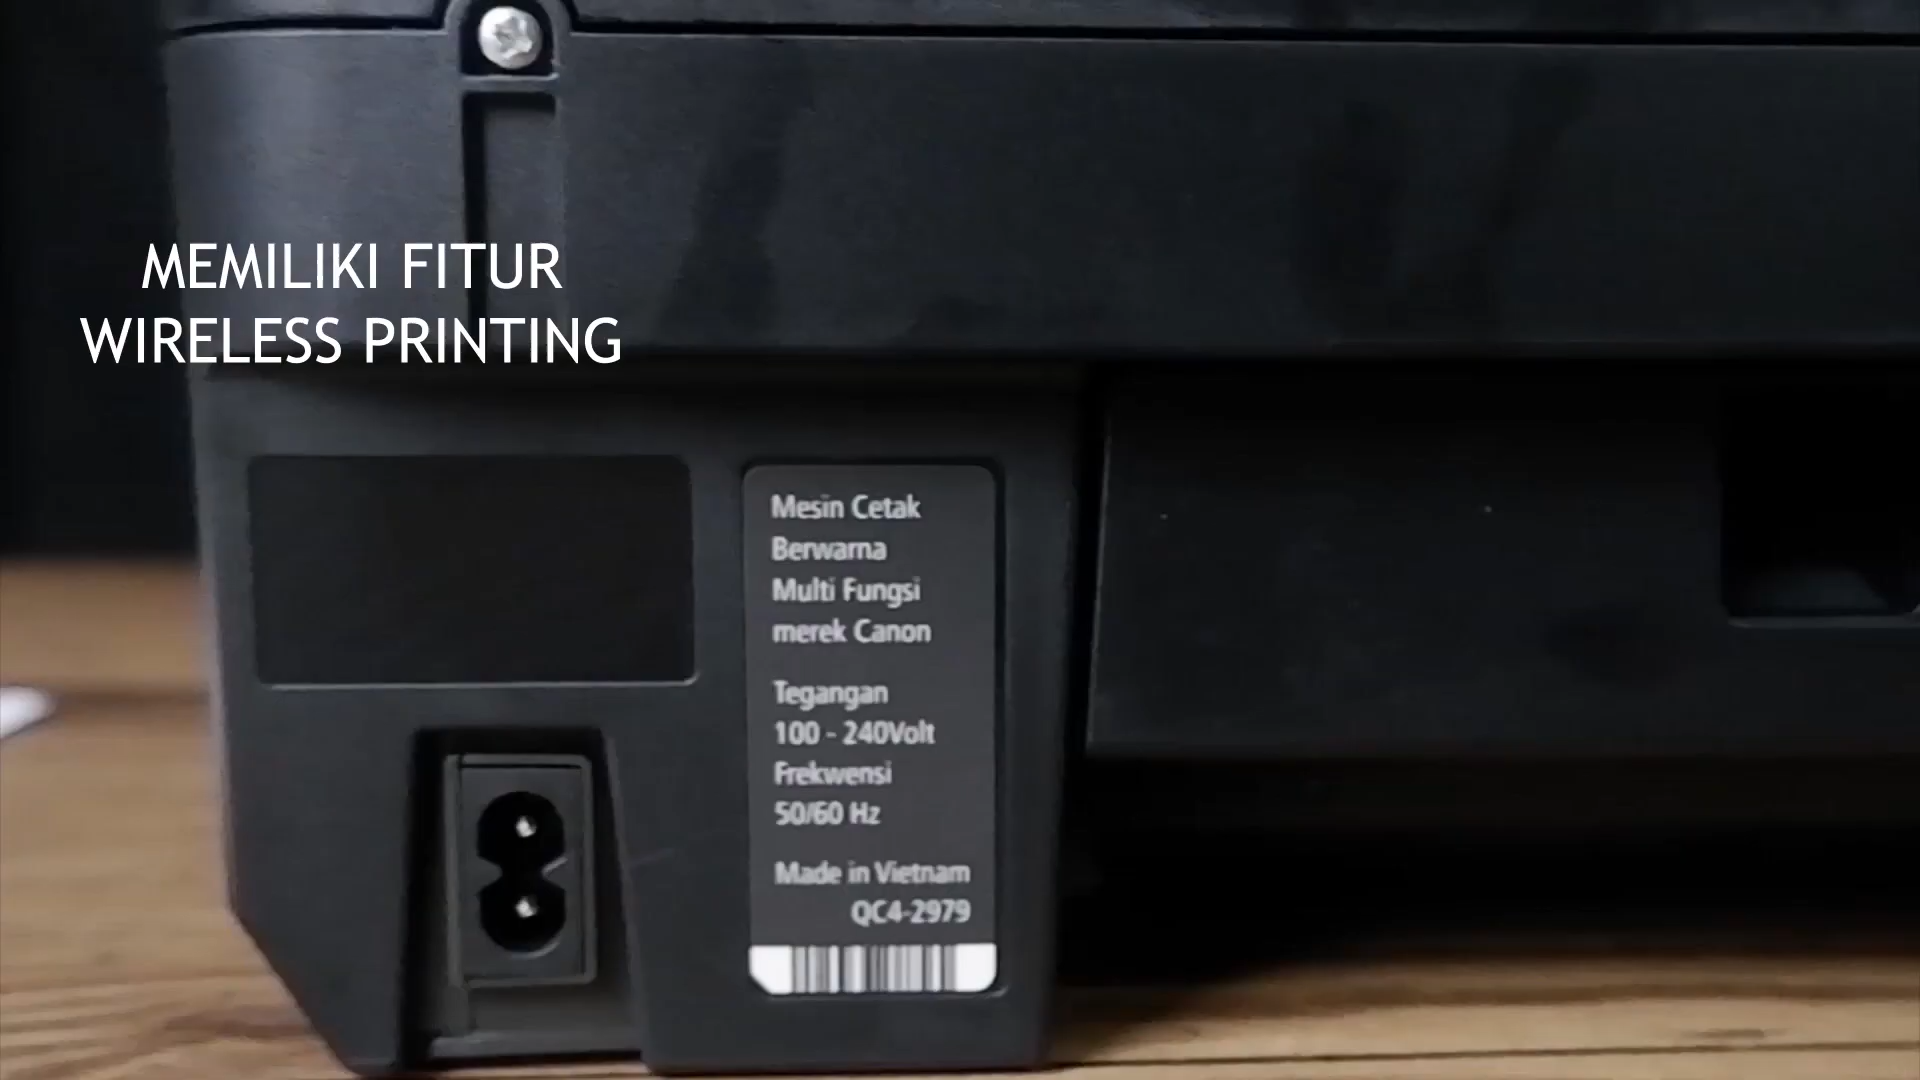 MEMILIKI FITUR
WIRELESS PRINTING
Mesin Cetak
Berwarna
Multi Fungsi
merek Canon
Tegangan
100 - 240Volt
Frekwensi
50/60 Hz
Made in Vietnam
QC4-2979